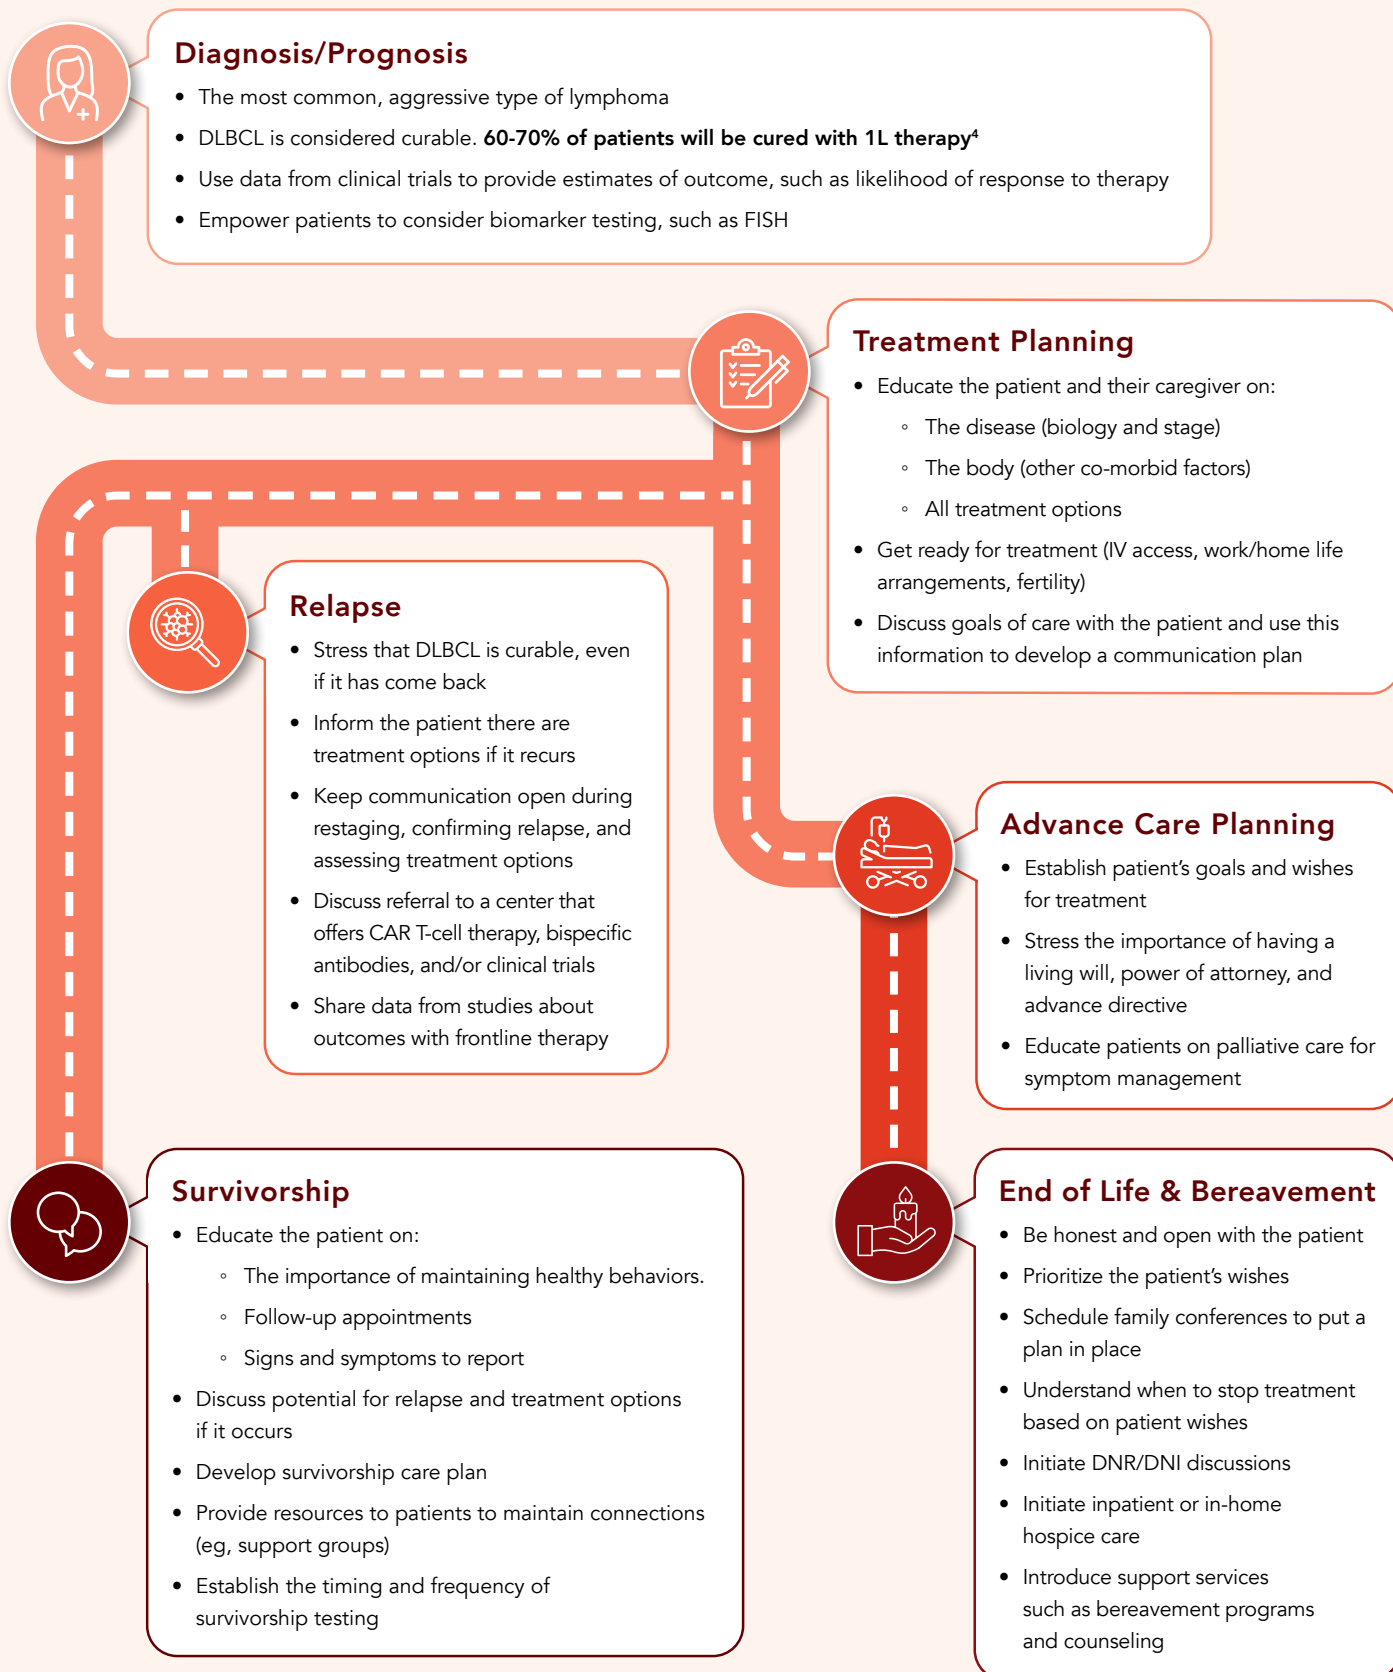 Diagnosis/Prognosis
• The most common, aggressive type of lymphoma
• DLBCL is considered curable. 60-70% of patients will be cured with 1L therapy⁴
• Use data from clinical trials to provide estimates of outcome, such as likelihood of response to therapy
• Empower patients to consider biomarker testing, such as FISH
Treatment Planning
• Educate the patient and their caregiver on:
◦ The disease (biology and stage)
◦ The body (other co-morbid factors)
◦ All treatment options
• Get ready for treatment (IV access, work/home life
arrangements, fertility)
• Discuss goals of care with the patient and use this
information to develop a communication plan
Relapse
• Stress that DLBCL is curable, even
if it has come back
• Inform the patient there are
treatment options if it recurs
• Keep communication open during
restaging, confirming relapse, and
assessing treatment options
• Discuss referral to a center that
offers CAR T-cell therapy, bispecific
antibodies, and/or clinical trials
• Share data from studies about
outcomes with frontline therapy
Advance Care Planning
• Establish patient’s goals and wishes
for treatment
• Stress the importance of having a
living will, power of attorney, and
advance directive
• Educate patients on palliative care for
symptom management
Survivorship
• Educate the patient on:
◦ The importance of maintaining healthy behaviors.
◦ Follow-up appointments
◦ Signs and symptoms to report
• Discuss potential for relapse and treatment options
if it occurs
• Develop survivorship care plan
• Provide resources to patients to maintain connections
(eg, support groups)
• Establish the timing and frequency of
survivorship testing
End of Life & Bereavement
• Be honest and open with the patient
• Prioritize the patient’s wishes
• Schedule family conferences to put a
plan in place
• Understand when to stop treatment
based on patient wishes
• Initiate DNR/DNI discussions
• Initiate inpatient or in-home
hospice care
• Introduce support services
such as bereavement programs
and counseling